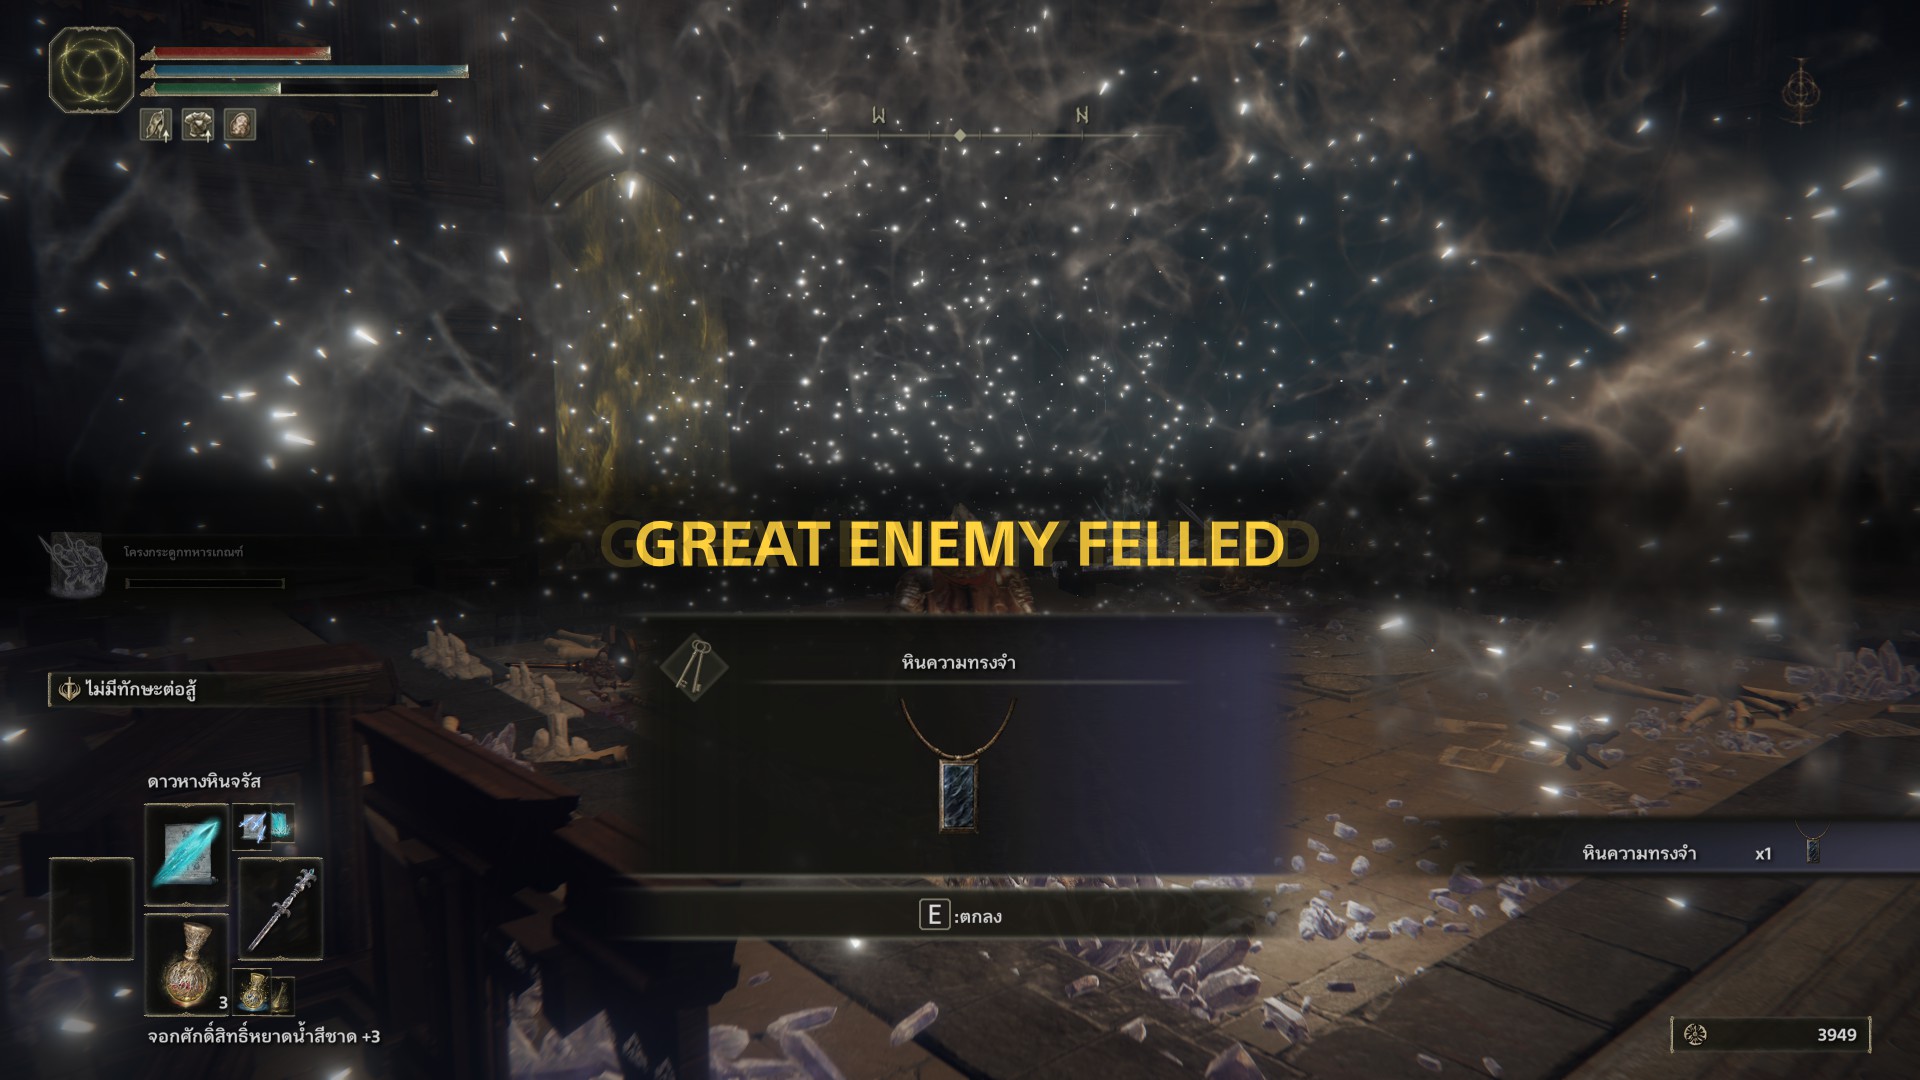 W N
โครงกระดูกทหารเกณฑ์
GREAT ENEMY FELLED
หินความทรงจำ
ไม่มีทักษะต่อสู้
ดาวหางหินจรัส
หินความทรงจำ x1
E :ตกลง
3
จอกศักดิ์สิทธิ์หยาดน้ำสีชาด +3
3949